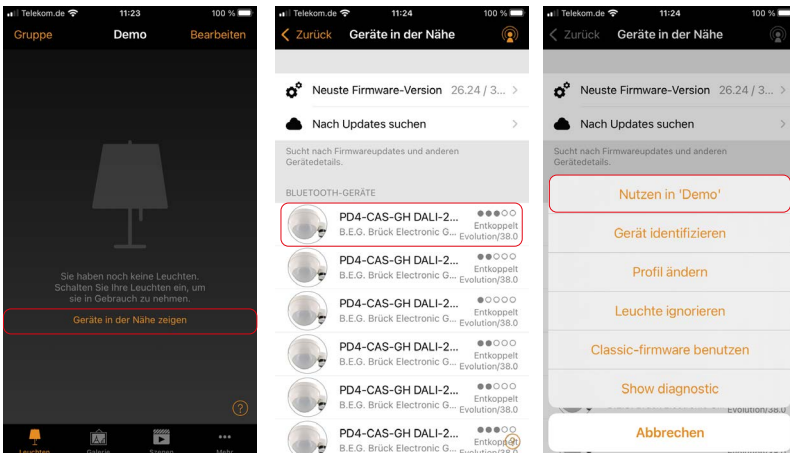 Telekom.de 11:23 100 %
Gruppe Demo Bearbeiten
Sie haben noch keine Leuchten.
Schalten Sie Ihre Leuchten ein, um
sie in Gebrauch zu nehmen.
Geräte in der Nähe zeigen
?
Leuchten Galerie Szenen Mehr
Telekom.de 11:24 100 %
Zurück Geräte in der Nähe
Neuste Firmware-Version 26.24 / 3...
Nach Updates suchen
Sucht nach Firmwareupdates und anderen
Gerätedetails.
BLUETOOTH-GERÄTE
PD4-CAS-GH DALI-2...
B.E.G. Brück Electronic G... Entkoppelt
Evolution/38.0
PD4-CAS-GH DALI-2...
B.E.G. Brück Electronic G... Entkoppelt
Evolution/38.0
PD4-CAS-GH DALI-2...
B.E.G. Brück Electronic G... Entkoppelt
Evolution/38.0
PD4-CAS-GH DALI-2...
B.E.G. Brück Electronic G... Entkoppelt
Evolution/38.0
PD4-CAS-GH DALI-2...
B.E.G. Brück Electronic G... Entkoppelt
Evolution/38.0
PD4-CAS-GH DALI-2...
B.E.G. Brück Electronic G... Entkoppelt
Evolution/38.0
?
Telekom.de 11:24 100 %
Zurück Geräte in der Nähe
Neuste Firmware-Version 26.24 / 3...
Nach Updates suchen
Sucht nach Firmwareupdates und anderen
Gerätedetails.
Nutzen in 'Demo'
Gerät identifizieren
Profil ändern
Leuchte ignorieren
Classic-firmware benutzen
Show diagnostic
Evolution/38.0
Abbrechen